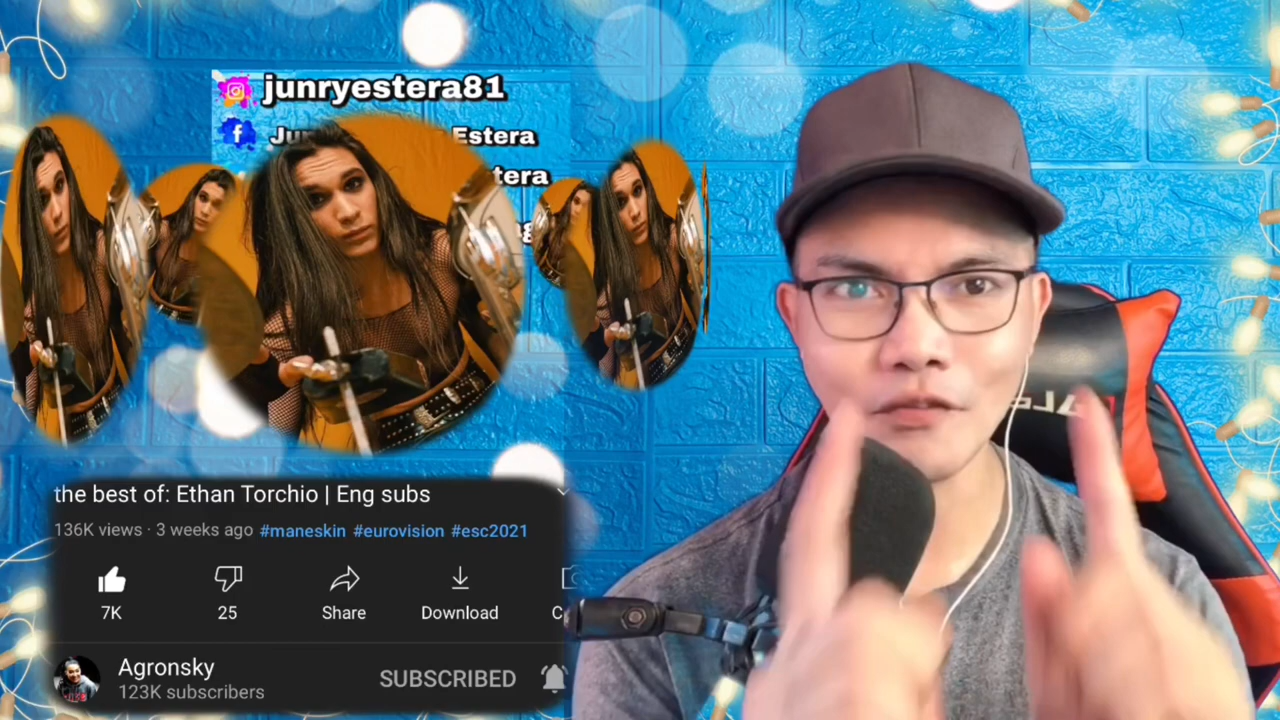 junryestera81
Estera
tera
the best of: Ethan Torchio | Eng subs
136K views · 3 weeks ago #maneskin #eurovision #esc2021
7K
25
Share
Download
Agronsky
123K subscribers
SUBSCRIBED